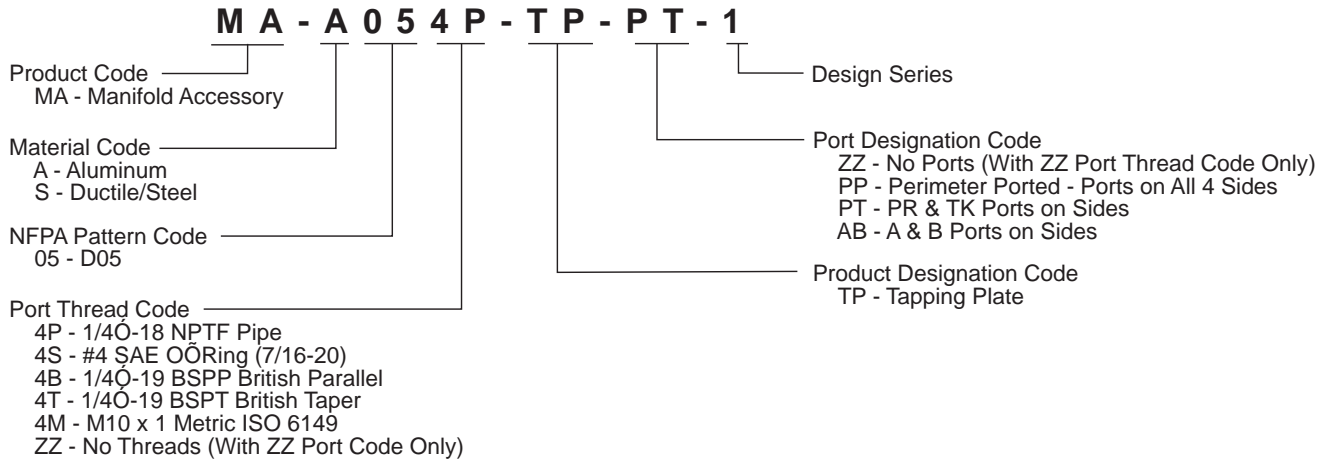 MA-A054P-TP-PT-1
Product Code
MA - Manifold Accessory
Material Code
A - Aluminum
S - Ductile/Steel
NFPA Pattern Code
05 - D05
Port Thread Code
4P - 1/4Ó-18 NPTF Pipe
4S - #4 SAE OÕRing (7/16-20)
4B - 1/4Ó-19 BSPP British Parallel
4T - 1/4Ó-19 BSPT British Taper
4M - M10 x 1 Metric ISO 6149
ZZ - No Threads (With ZZ Port Code Only)
Design Series
Port Designation Code
ZZ - No Ports (With ZZ Port Thread Code Only)
PP - Perimeter Ported - Ports on All 4 Sides
PT - PR & TK Ports on Sides
AB - A & B Ports on Sides
Product Designation Code
TP - Tapping Plate